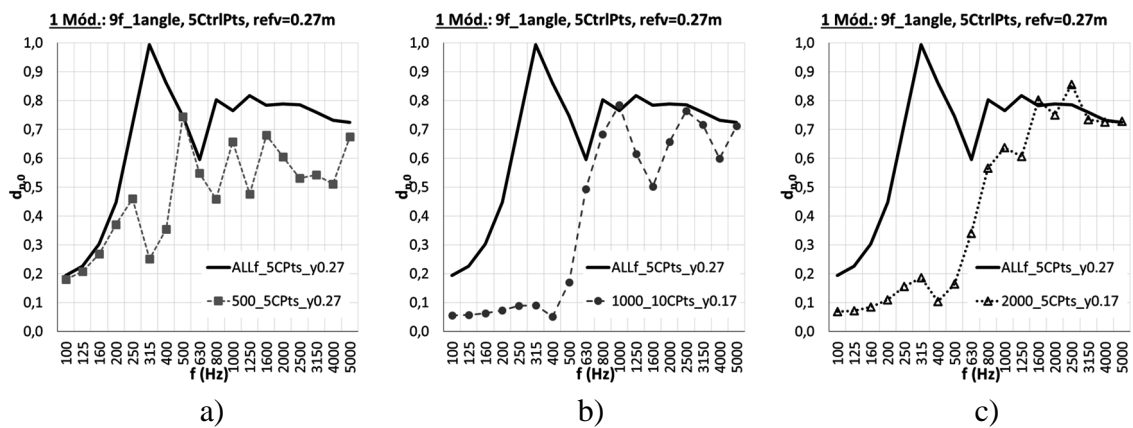 1 Mód.: 9f_1angle, 5CtrlPts, refv=0.27m
1,0
0,9
0,8
0,7
0,6
0,5
0,4
0,3
0,2
0,1
0,0
d_n,0
ALLf_5CPts_y0.27
500_5CPts_y0.27
100 125 160 200 250 315 400 500 630 800 1000 1250 1600 2000 2500 3150 4000 5000
f (Hz)
a)
1 Mód.: 9f_1angle, 5CtrlPts, refv=0.27m
1,0
0,9
0,8
0,7
0,6
0,5
0,4
0,3
0,2
0,1
0,0
d_n,0
ALLf_5CPts_y0.27
1000_10CPts_y0.17
100 125 160 200 250 315 400 500 630 800 1000 1250 1600 2000 2500 3150 4000 5000
f (Hz)
b)
1 Mód.: 9f_1angle, 5CtrlPts, refv=0.27m
1,0
0,9
0,8
0,7
0,6
0,5
0,4
0,3
0,2
0,1
0,0
d_n,0
ALLf_5CPts_y0.27
2000_5CPts_y0.17
100 125 160 200 250 315 400 500 630 800 1000 1250 1600 2000 2500 3150 4000 5000
f (Hz)
c)